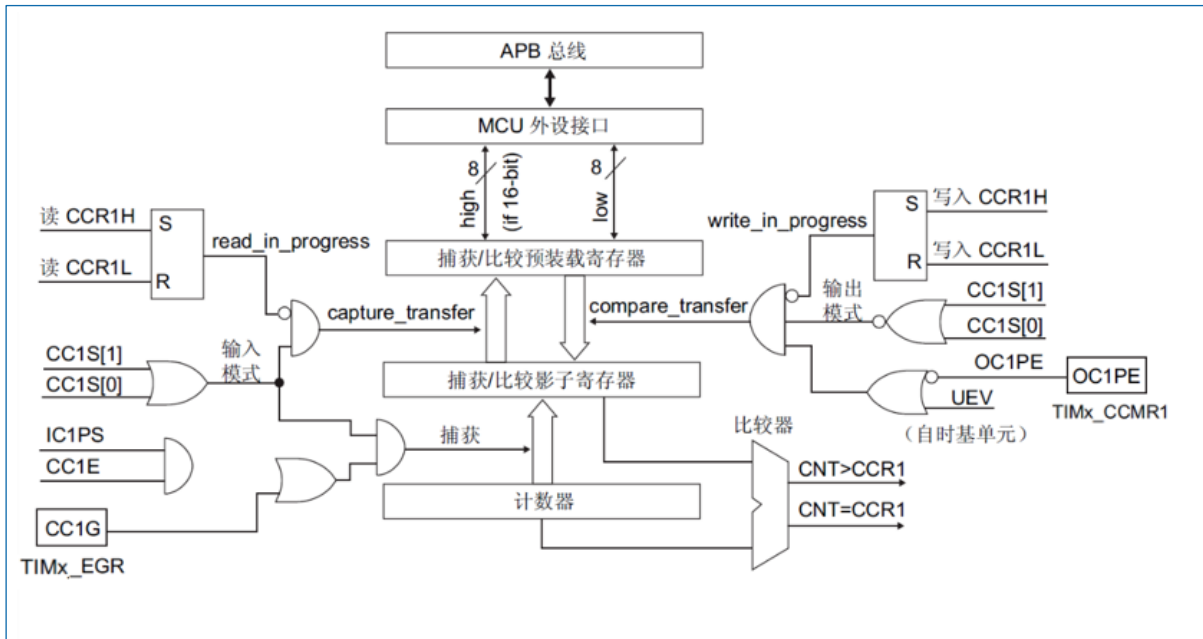 APB 总线
MCU 外设接口
8
8
high
(if 16-bit)
low
读 CCR1H
S
read_in_progress
读 CCR1L
R
write_in_progress
S
写入 CCR1H
R
写入 CCR1L
捕获/比较预装载寄存器
capture_transfer
compare_transfer
输出
模式
CC1S[1]
CC1S[0]
CC1S[1]
CC1S[0]
输入
模式
捕获/比较影子寄存器
OC1PE
OC1PE
UEV
TIMx_CCMR1
(自时基单元)
IC1PS
CC1E
捕获
比较器
CNT>CCR1
计数器
CNT=CCR1
CC1G
TIMx_EGR